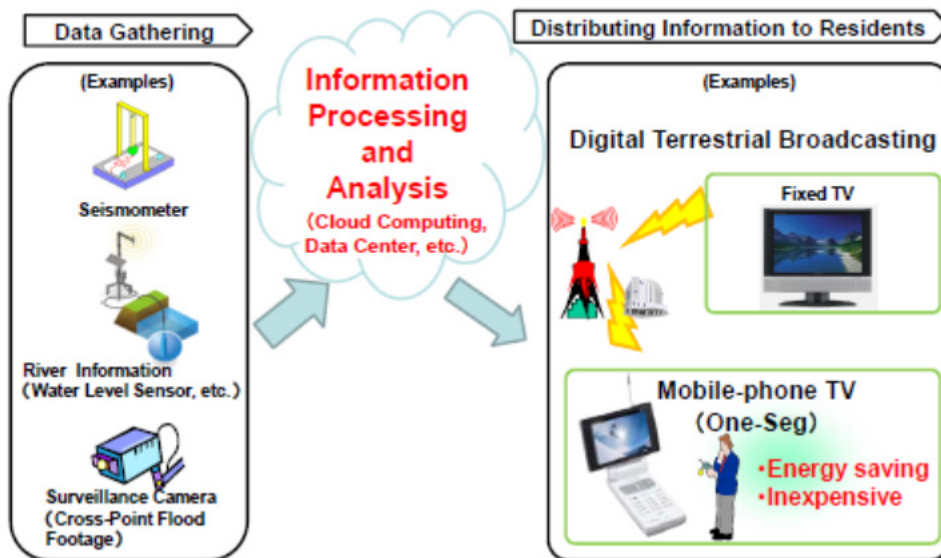 Data Gathering
(Examples)
Seismometer
River Information
(Water Level Sensor, etc.)
Surveillance Camera
(Cross-Point Flood
Footage)
Information
Processing
and
Analysis
(Cloud Computing,
Data Center, etc.)
Distributing Information to Residents
(Examples)
Digital Terrestrial Broadcasting
Fixed TV
Mobile-phone TV
(One-Seg)
・Energy saving
・Inexpensive